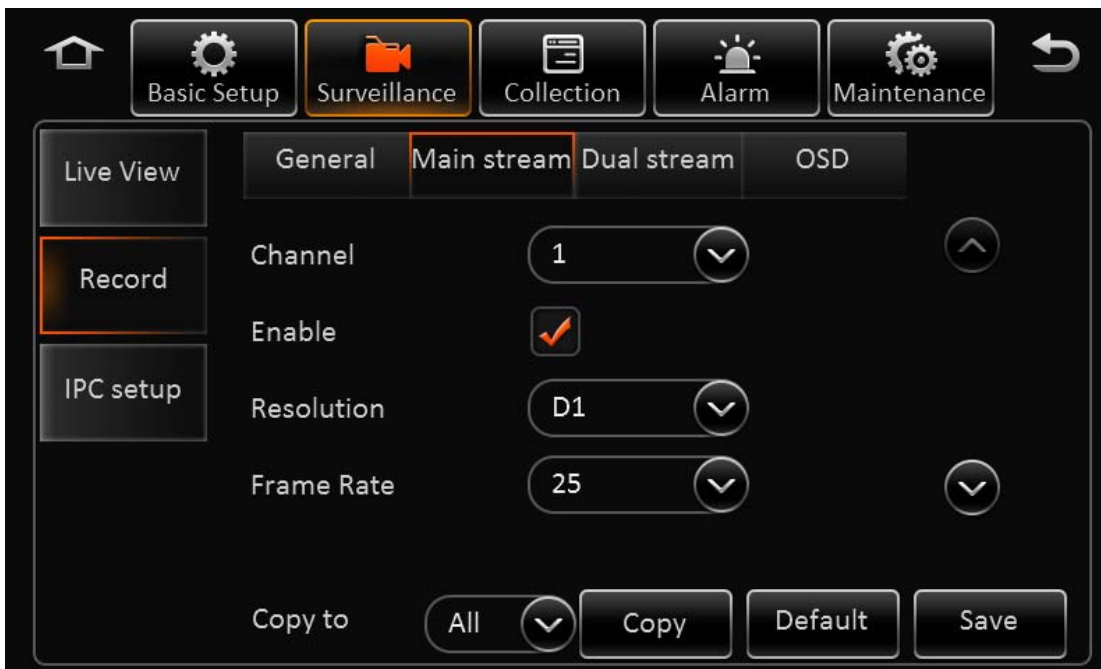 Basic Setup Surveillance Collection Alarm Maintenance
Live View
Record
IPC setup
General Main stream Dual stream OSD
Channel 1
Enable
Resolution D1
Frame Rate 25
Copy to All Copy Default Save